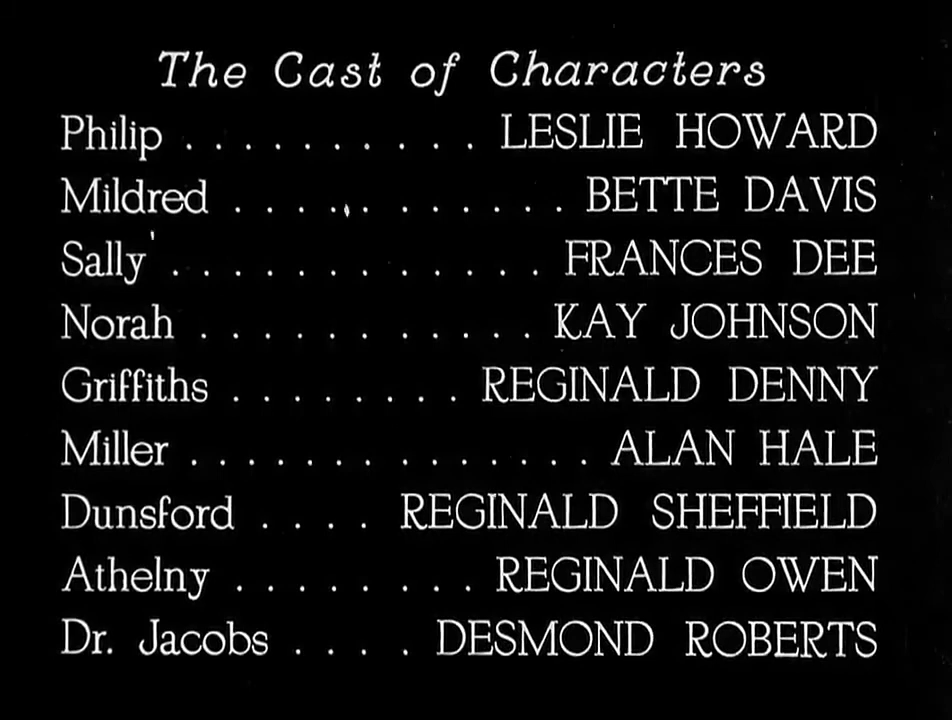 The Cast of Characters
Philip . . . . . . . . . . LESLIE HOWARD
Mildred . . . . . . . . . . . . BETTE DAVIS
Sally . . . . . . . . . . . . . FRANCES DEE
Norah . . . . . . . . . . . . KAY JOHNSON
Griffiths . . . . . . . . REGINALD DENNY
Miller . . . . . . . . . . . . . . ALAN HALE
Dunsford . . . . REGINALD SHEFFIELD
Athelny . . . . . . . . . REGINALD OWEN
Dr. Jacobs . . . . DESMOND ROBERTS